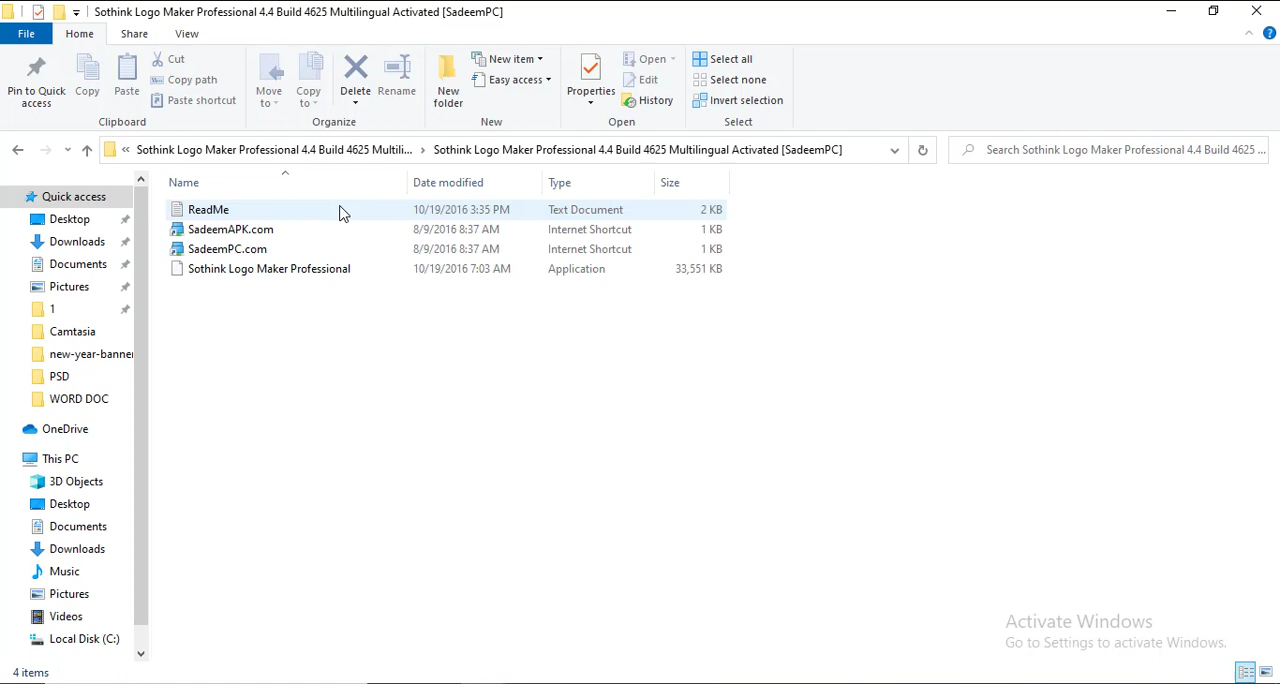 Sothink Logo Maker Professional 4.4 Build 4625 Multilingual Activated [SadeemPC]
File Home Share View
Pin to Quick access
Copy
Paste
Cut
Copy path
Paste shortcut
Clipboard
Move to
Copy to
Delete
Rename
Organize
New folder
New item
Easy access
New
Properties
Open
Edit
History
Open
Select all
Select none
Invert selection
Select
« Sothink Logo Maker Professional 4.4 Build 4625 Multili... › Sothink Logo Maker Professional 4.4 Build 4625 Multilingual Activated [SadeemPC]
Search Sothink Logo Maker Professional 4.4 Build 4625 ...
Quick access
Desktop
Downloads
Documents
Pictures
1
Camtasia
new-year-banner
PSD
WORD DOC
OneDrive
This PC
3D Objects
Desktop
Documents
Downloads
Music
Pictures
Videos
Local Disk (C:)
Name Date modified Type Size
ReadMe 10/19/2016 3:35 PM Text Document 2 KB
SadeemAPK.com 8/9/2016 8:37 AM Internet Shortcut 1 KB
SadeemPC.com 8/9/2016 8:37 AM Internet Shortcut 1 KB
Sothink Logo Maker Professional 10/19/2016 7:03 AM Application 33,551 KB
Activate Windows
Go to Settings to activate Windows.
4 items